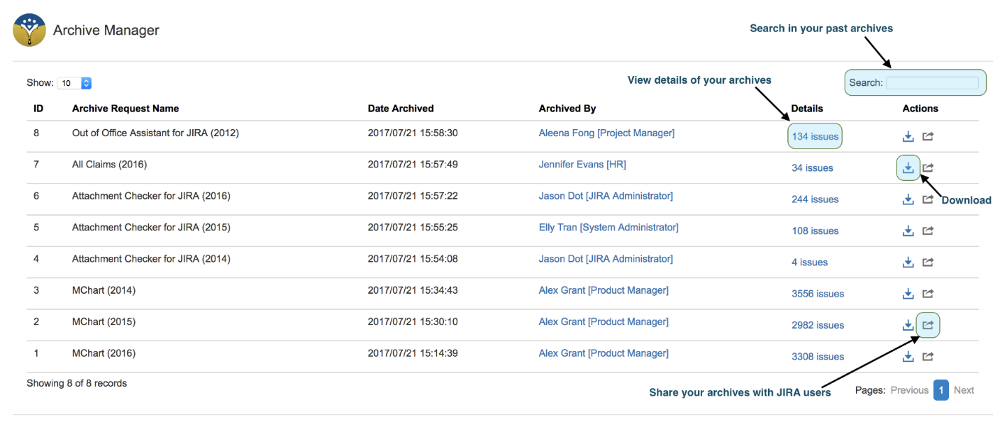 Archive Manager
Search in your past archives
Show: 10
View details of your archives
Search:
ID Archive Request Name Date Archived Archived By Details Actions
8 Out of Office Assistant for JIRA (2012) 2017/07/21 15:58:30 Aleena Fong [Project Manager] 134 issues
7 All Claims (2016) 2017/07/21 15:57:49 Jennifer Evans [HR] 34 issues
6 Attachment Checker for JIRA (2016) 2017/07/21 15:57:22 Jason Dot [JIRA Administrator] 244 issues
Download
5 Attachment Checker for JIRA (2015) 2017/07/21 15:55:25 Elly Tran [System Administrator] 108 issues
4 Attachment Checker for JIRA (2014) 2017/07/21 15:54:08 Jason Dot [JIRA Administrator] 4 issues
3 MChart (2014) 2017/07/21 15:34:43 Alex Grant [Product Manager] 3556 issues
2 MChart (2015) 2017/07/21 15:30:10 Alex Grant [Product Manager] 2982 issues
1 MChart (2016) 2017/07/21 15:14:39 Alex Grant [Product Manager] 3308 issues
Showing 8 of 8 records
Share your archives with JIRA users
Pages: Previous 1 Next